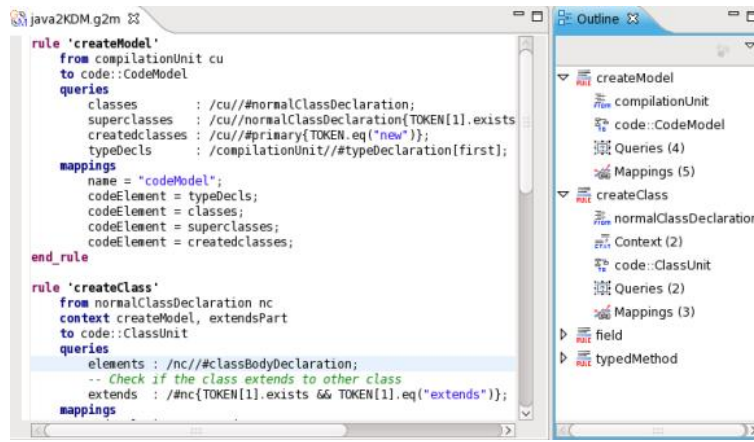 java2KDM.g2m
rule 'createModel'
from compilationUnit cu
to code::CodeModel
queries
classes : /cu//#normalClassDeclaration;
superclasses : /cu//normalClassDeclaration{TOKEN[1].exists
createdclasses : /cu//#primary{TOKEN.eq("new")};
typeDecls : /compilationUnit//#typeDeclaration[first];
mappings
name = "codeModel";
codeElement = typeDecls;
codeElement = classes;
codeElement = superclasses;
codeElement = createdclasses;
end_rule
rule 'createClass'
from normalClassDeclaration nc
context createModel, extendsPart
to code::ClassUnit
queries
elements : /nc//#classBodyDeclaration;
-- Check if the class extends to other class
extends : /#nc{TOKEN[1].exists && TOKEN[1].eq("extends")};
mappings
Outline
createModel
compilationUnit
code::CodeModel
Queries (4)
Mappings (5)
createClass
normalClassDeclaration
Context (2)
code::ClassUnit
Queries (2)
Mappings (3)
field
typedMethod